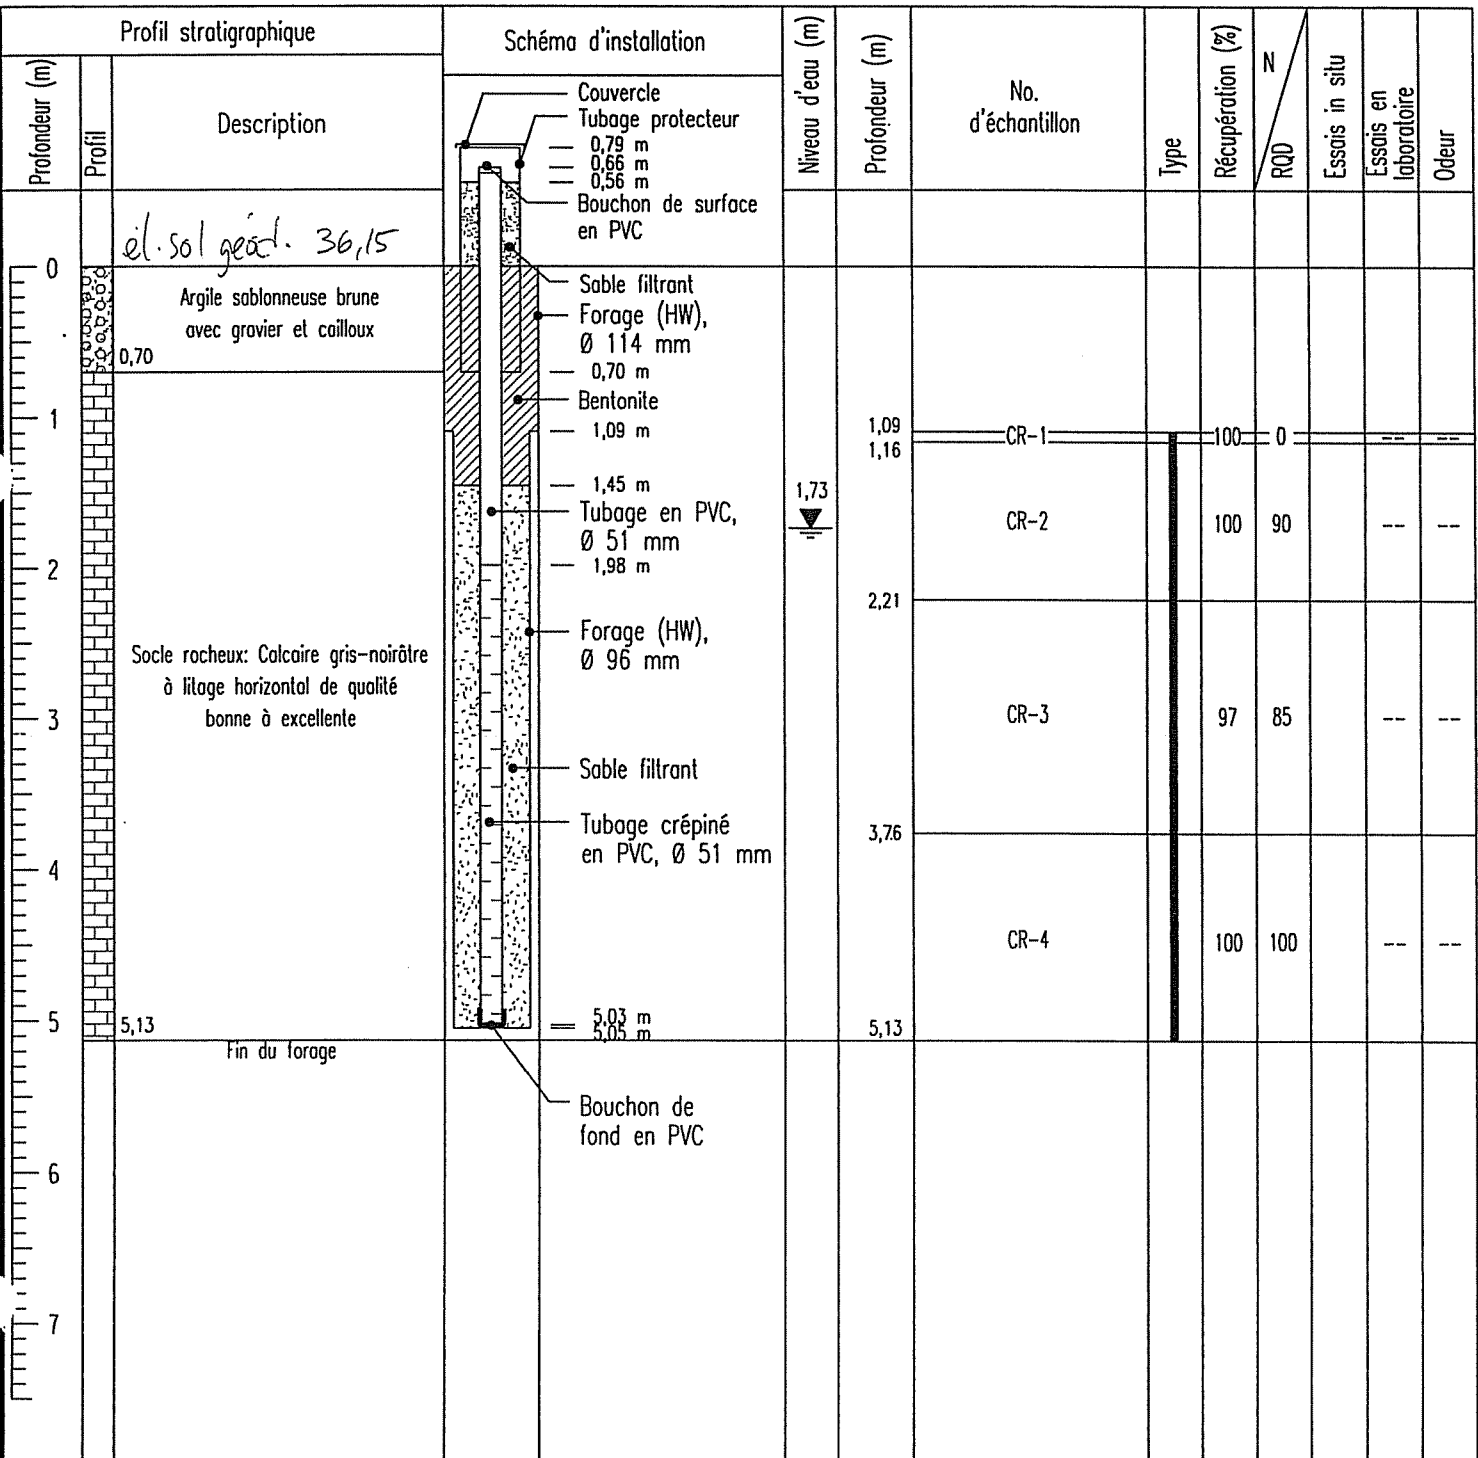 Profil stratigraphique
Schéma d'installation
Profondeur (m)
Profil
Description
Niveau d'eau (m)
Profondeur (m)
No.
d'échantillon
Type
Récupération (%)
N
RQD
Essais in situ
Essais en
laboratoire
Odeur
Couvercle
Tubage protecteur
0,79 m
0,66 m
0,56 m
Bouchon de surface
en PVC
él. sol géod. 36,15
0
Argile sablonneuse brune
avec gravier et cailloux
0,70
Sable filtrant
Forage (HW),
Ø 114 mm
0,70 m
Bentonite
1
1,09 m
1,09
1,16
CR-1
100
0
--
--
1,45 m
Tubage en PVC,
Ø 51 mm
1,73
CR-2
100
90
--
--
2
1,98 m
2,21
Forage (HW),
Ø 96 mm
Socle rocheux: Calcaire gris-noirâtre
à litage horizontal de qualité
bonne à excellente
3
CR-3
97
85
--
--
Sable filtrant
Tubage crépiné
en PVC, Ø 51 mm
3,76
4
CR-4
100
100
--
--
5
5,13
5,03 m
5,05 m
5,13
Fin du forage
Bouchon de
fond en PVC
6
7